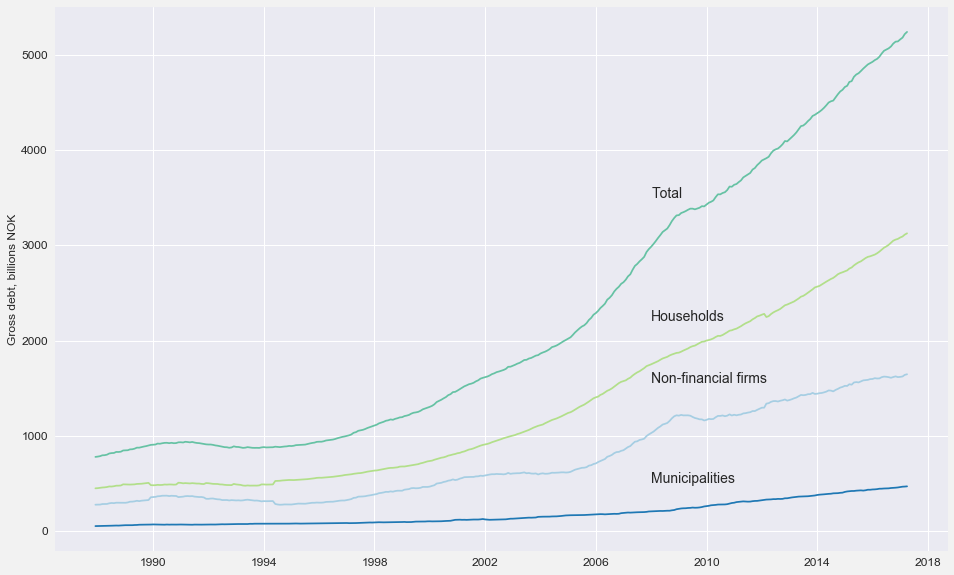 Gross debt, billions NOK
5000
4000
3000
2000
1000
0
Total
Households
Non-financial firms
Municipalities
1990 1994 1998 2002 2006 2010 2014 2018